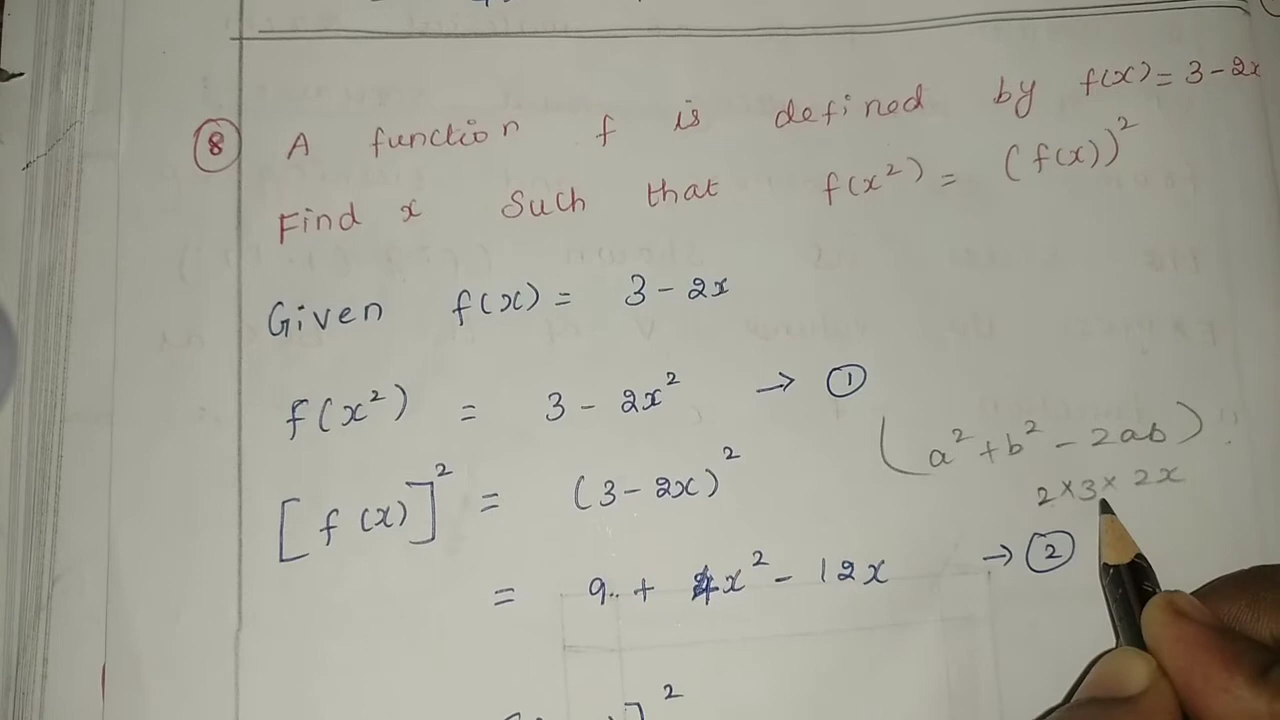 ⑧ A function f is defined by f(x) = 3 - 2x
Find x Such that f(x²) = (f(x))²
Given f(x) = 3 - 2x
f(x²) = 3 - 2x² → ①
(a² + b² - 2ab)
[f(x)]² = (3 - 2x)²
2 × 3 × 2x
= 9 + 4x² - 12x → ②